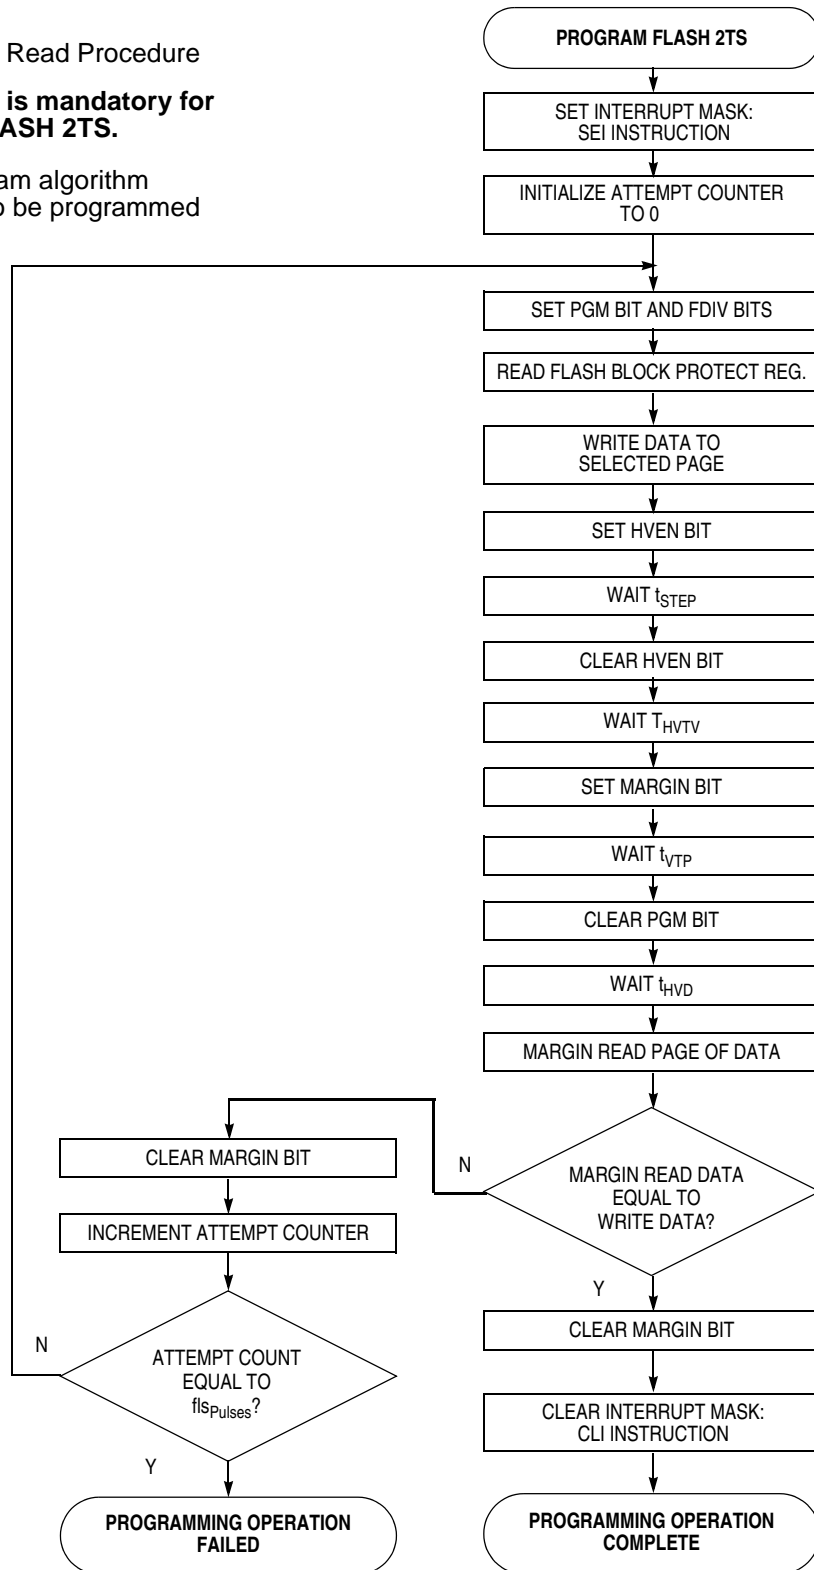 Read Procedure
is mandatory for
ASH 2TS.
am algorithm
o be programmed
PROGRAM FLASH 2TS
SET INTERRUPT MASK:
SEI INSTRUCTION
INITIALIZE ATTEMPT COUNTER
TO 0
SET PGM BIT AND FDIV BITS
READ FLASH BLOCK PROTECT REG.
WRITE DATA TO
SELECTED PAGE
SET HVEN BIT
WAIT tSTEP
CLEAR HVEN BIT
WAIT THVTV
SET MARGIN BIT
WAIT tVTP
CLEAR PGM BIT
WAIT tHVD
MARGIN READ PAGE OF DATA
MARGIN READ DATA
EQUAL TO
WRITE DATA?
N
Y
CLEAR MARGIN BIT
INCREMENT ATTEMPT COUNTER
ATTEMPT COUNT
EQUAL TO
flsPulses?
N
Y
PROGRAMMING OPERATION
FAILED
CLEAR MARGIN BIT
CLEAR INTERRUPT MASK:
CLI INSTRUCTION
PROGRAMMING OPERATION
COMPLETE